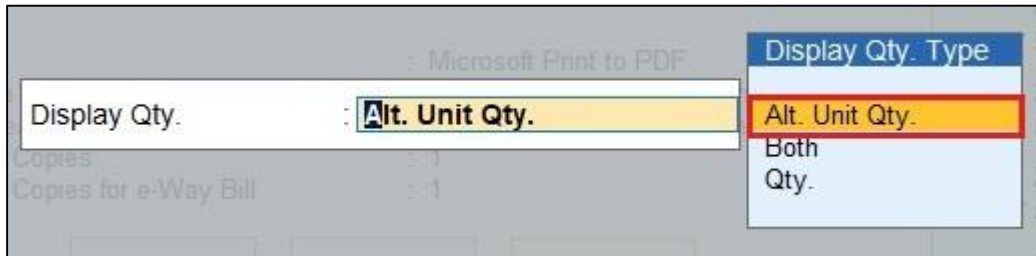 : Microsoft Print to PDF
Display Qty. Type
Display Qty. : Alt. Unit Qty.
Alt. Unit Qty.
Both
Copies : 1
Qty.
Copies for e-Way Bill : 1